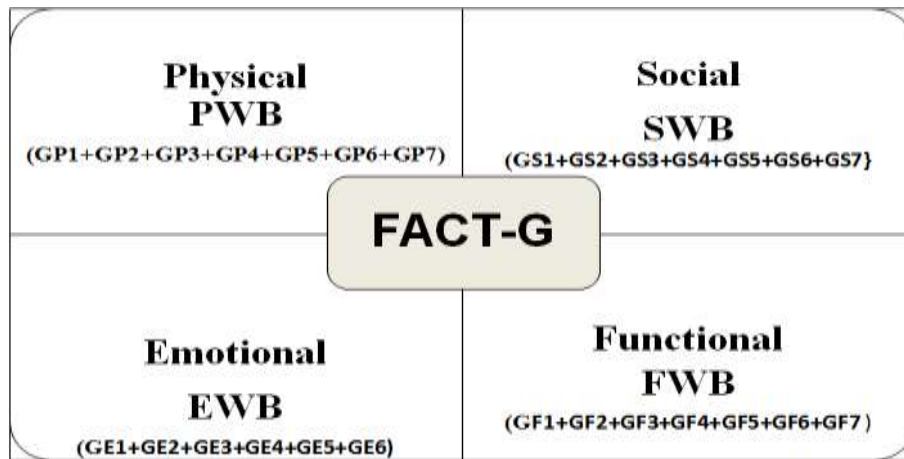 Physical
PWB
(GP1+GP2+GP3+GP4+GP5+GP6+GP7)
Social
SWB
(GS1+GS2+GS3+GS4+GS5+GS6+GS7}
FACT-G
Emotional
EWB
(GE1+GE2+GE3+GE4+GE5+GE6)
Functional
FWB
(GF1+GF2+GF3+GF4+GF5+GF6+GF7)